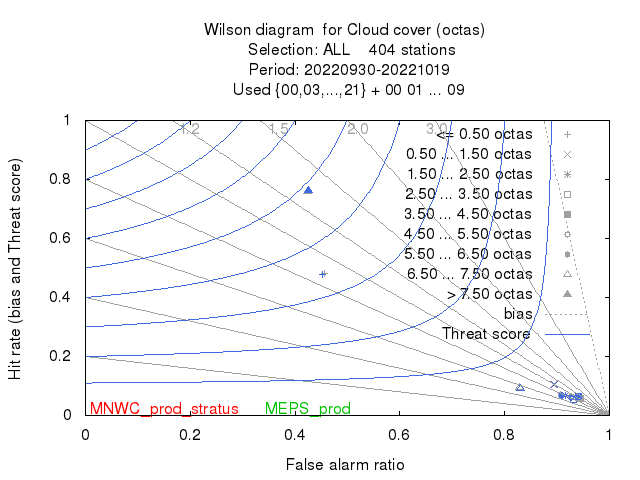 Wilson diagram  for Cloud cover (octas)
Selection: ALL    404 stations
Period: 20220930-20221019
Used {00,03,...,21} + 00 01 ... 09
1.2 1.5 2.0 3.0
<= 0.50 octas
0.50 ... 1.50 octas
1.50 ... 2.50 octas
2.50 ... 3.50 octas
3.50 ... 4.50 octas
4.50 ... 5.50 octas
5.50 ... 6.50 octas
6.50 ... 7.50 octas
> 7.50 octas
bias
Threat score
1
0.8
0.6
0.4
0.2
0
Hit rate (bias and Threat score)
MNWC_prod_stratus MEPS_prod
0 0.2 0.4 0.6 0.8 1
False alarm ratio